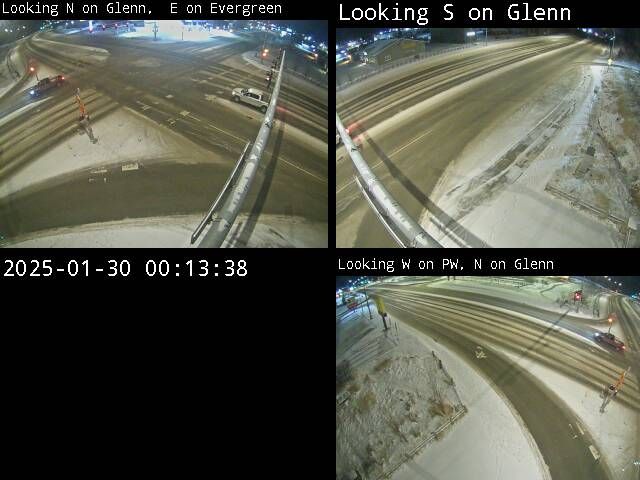 Looking N on Glenn,  E on Evergreen
Looking S on Glenn
2025-01-30 00:13:38
Looking W on PW, N on Glenn